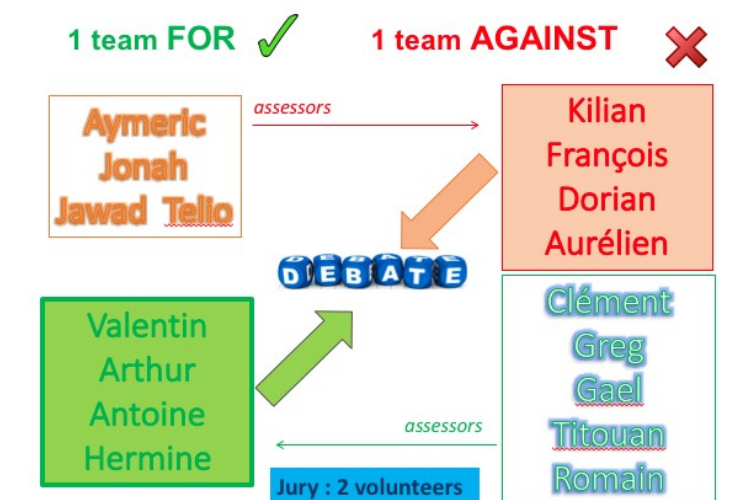 1 team FOR
1 team AGAINST
Aymeric
Jonah
Jawad Telio
assessors
Kilian
François
Dorian
Aurélien
DEBATE
Valentin
Arthur
Antoine
Hermine
Clément
Greg
Gael
Titouan
Romain
assessors
Jury : 2 volunteers